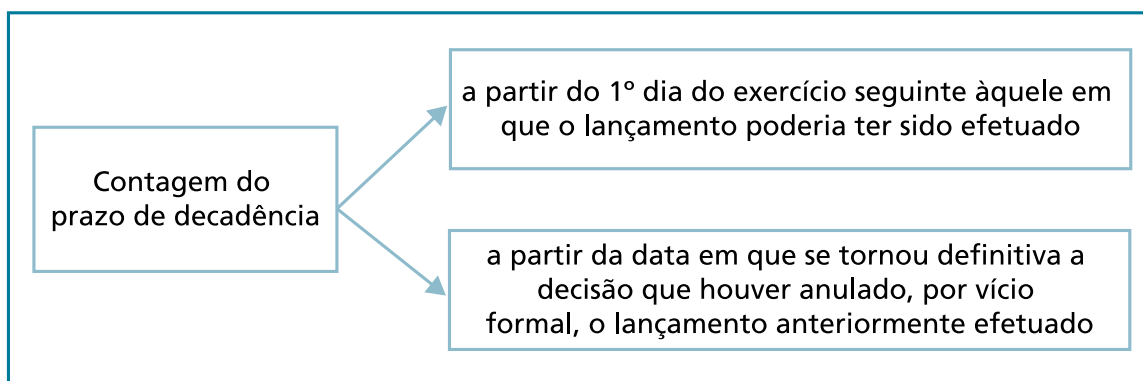 Contagem do
prazo de decadência
a partir do 1º dia do exercício seguinte àquele em
que o lançamento poderia ter sido efetuado
a partir da data em que se tornou definitiva a
decisão que houver anulado, por vício
formal, o lançamento anteriormente efetuado